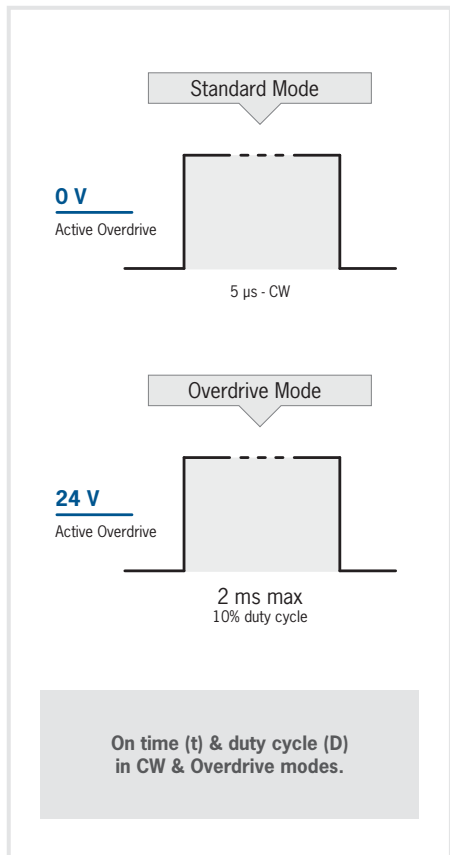 Standard Mode
0 V
Active Overdrive
5 µs - CW
Overdrive Mode
24 V
Active Overdrive
2 ms max
10% duty cycle
On time (t) & duty cycle (D)
in CW & Overdrive modes.